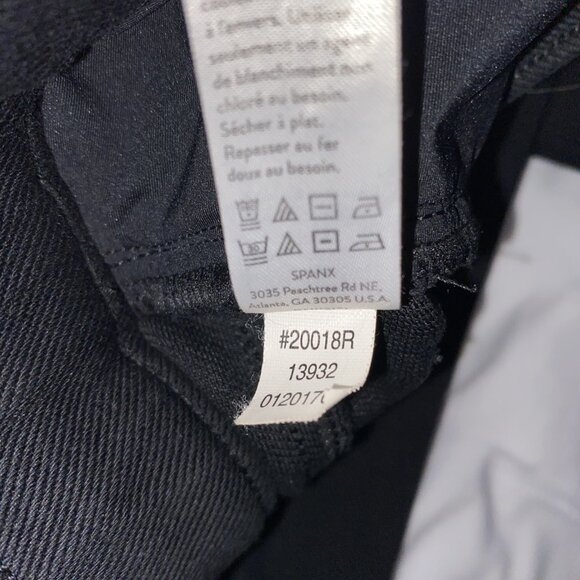 à l'envers. Utiliser
seulement un agent
de blanchiment non
chloré au besoin.
Sécher à plat.
Repasser au fer
doux au besoin.
SPANX
3035 Peachtree Rd NE,
Atlanta, GA 30305 U.S.A.
#20018R
13932
012017